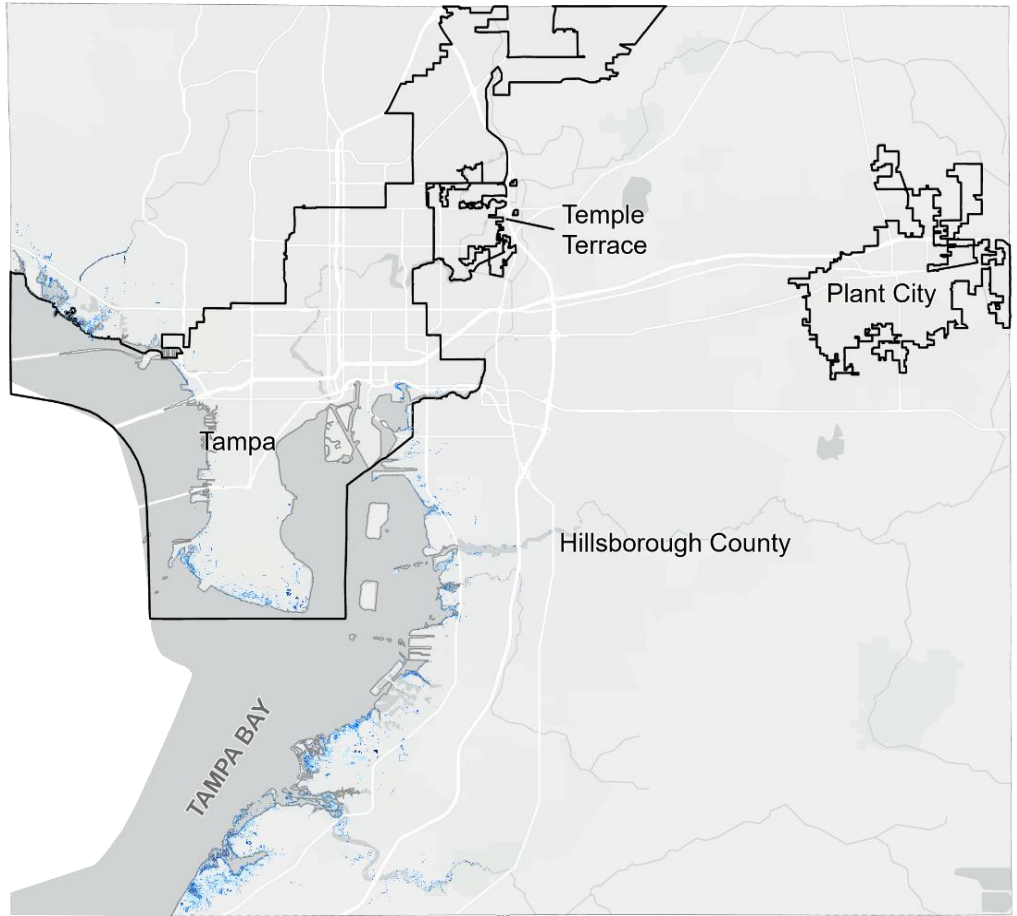 Temple
Terrace
Plant City
Tampa
Hillsborough County
TAMPA BAY